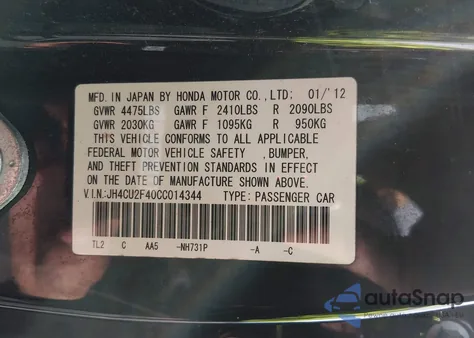 MFD. IN JAPAN BY HONDA MOTOR CO., LTD: 01/'12
GVWR 4475LBS GAWR F 2410LBS R 2090LBS
GVWR 2030KG GAWR F 1095KG R 950KG
THIS VEHICLE CONFORMS TO ALL APPLICABLE
FEDERAL MOTOR VEHICLE SAFETY , BUMPER,
AND THEFT PREVENTION STANDARDS IN EFFECT
ON THE DATE OF MANUFACTURE SHOWN ABOVE.
V.I.N.:JH4CU2F40CC014344 TYPE: PASSENGER CAR
TL2 C AA5 -NH731P -A -C
autoSnap